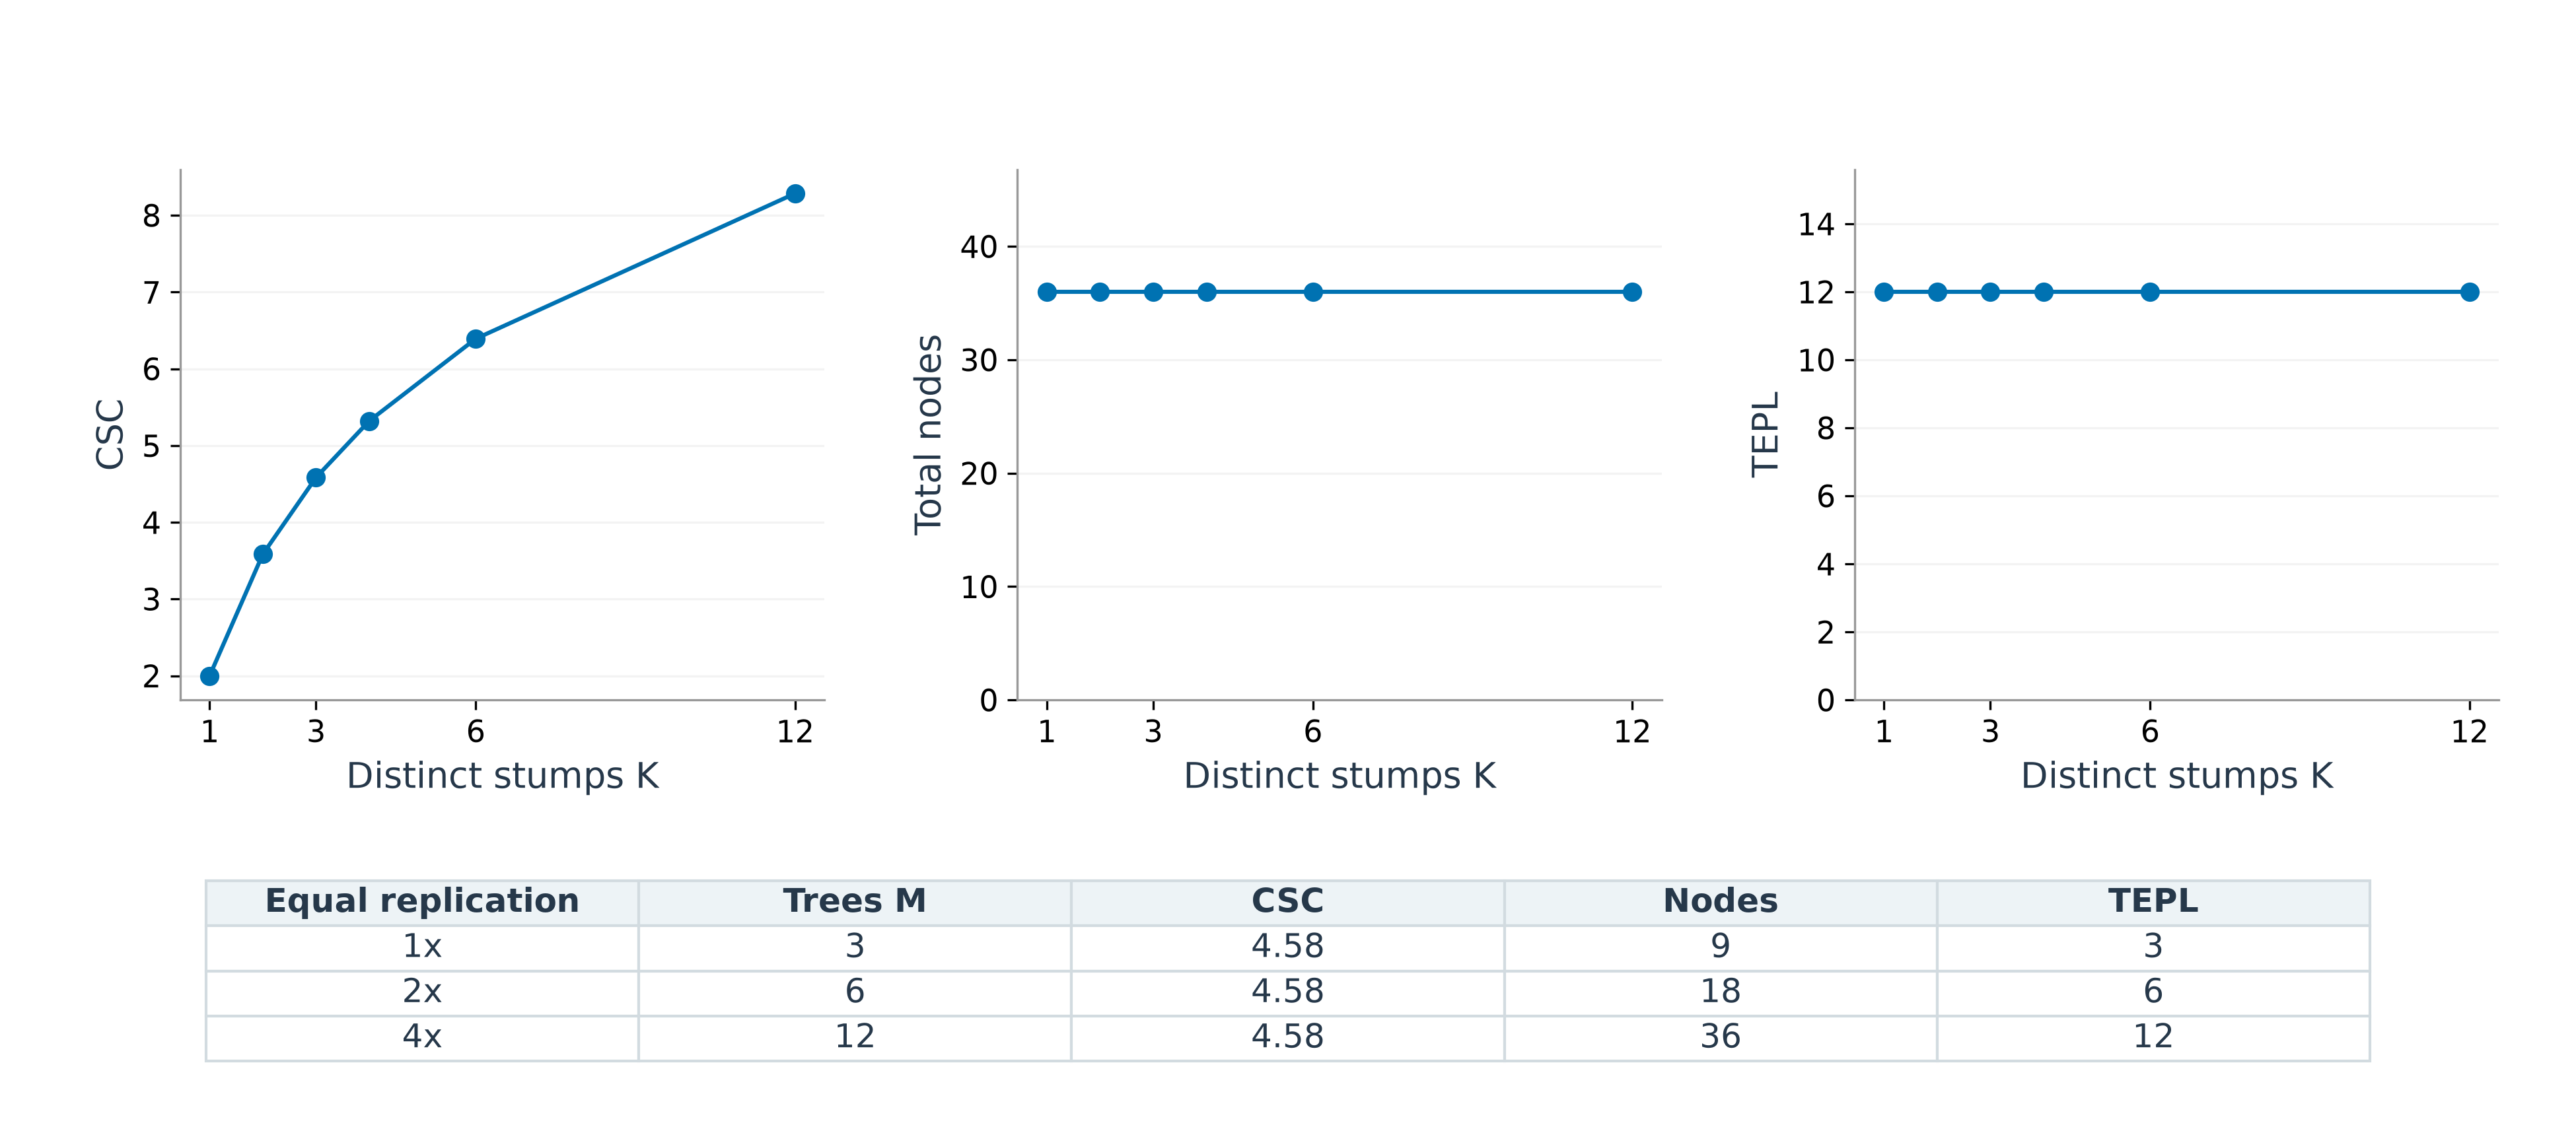 CSC
8
7
6
5
4
3
2
1 3 6 12
Distinct stumps K
Total nodes
40
30
20
10
0
1 3 6 12
Distinct stumps K
TEPL
14
12
10
8
6
4
2
0
1 3 6 12
Distinct stumps K
Equal replication Trees M CSC Nodes TEPL
1x 3 4.58 9 3
2x 6 4.58 18 6
4x 12 4.58 36 12